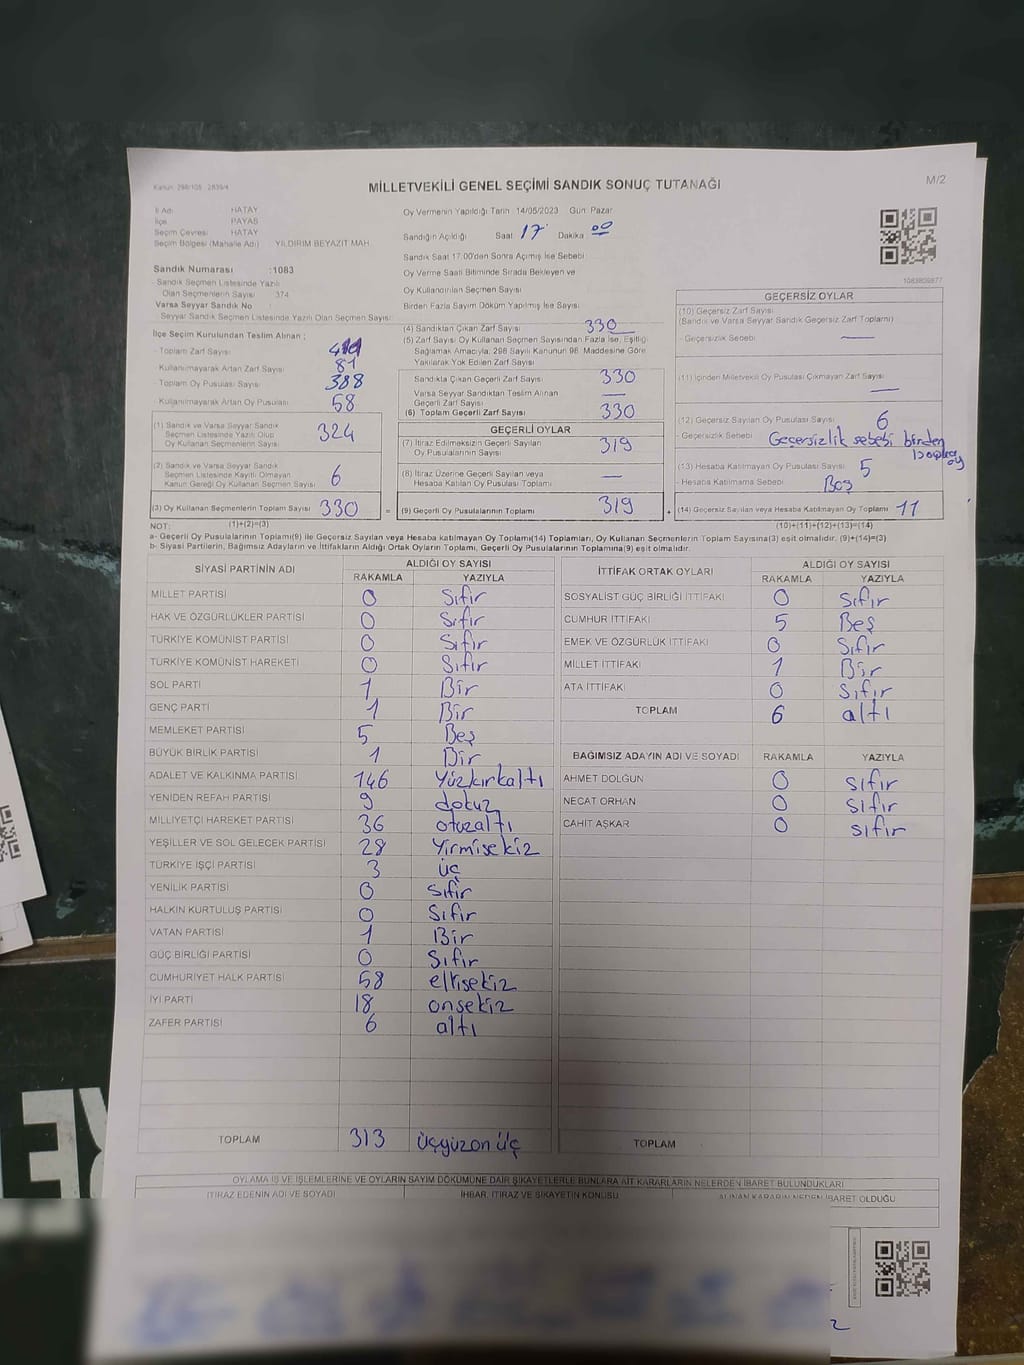 Kanun: 298/105 - 2839/4
MİLLETVEKİLİ GENEL SEÇİMİ SANDIK SONUÇ TUTANAĞI
M/2
İl Adı HATAY
İlçe PAYAS
Seçim Çevresi HATAY
Seçim Bölgesi (Mahalle Adı) YILDIRIM BEYAZIT MAH.
Sandık Numarası :1083
- Sandık Seçmen Listesinde Yazılı
Olan Seçmenlerin Sayısı 374
Varsa Seyyar Sandık No :
- Seyyar Sandık Seçmen Listesinde Yazılı Olan Seçmen Sayısı:
Oy Vermenin Yapıldığı Tarih 14/05/2023 Gün: Pazar
Sandığın Açıldığı Saat 17 Dakika 00
Sandık Saat 17:00'den Sonra Açılmış İse Sebebi
Oy Verme Saati Bitiminde Sırada Bekleyen ve
Oy Kullandırılan Seçmen Sayısı
Birden Fazla Sayım Döküm Yapılmış İse Sayısı
1083809877
İlçe Seçim Kurulundan Teslim Alınan ;
- Toplam Zarf Sayısı
- Kullanılmayarak Artan Zarf Sayısı 81
- Toplam Oy Pusulası Sayısı 388
- Kullanılmayarak Artan Oy Pusulası 58
(1) Sandık ve Varsa Seyyar Sandık
Seçmen Listesinde Yazılı Olup
Oy Kullanan Seçmenlerin Sayısı 324
(2) Sandık ve Varsa Seyyar Sandık
Seçmen Listesinde Kayıtlı Olmayan
Kanun Gereği Oy Kullanan Seçmen Sayısı 6
(3) Oy Kullanan Seçmenlerin Toplam Sayısı 330 =
(4) Sandıktan Çıkan Zarf Sayısı 330
(5) Zarf Sayısı Oy Kullanan Seçmen Sayısından Fazla İse, Eşitliği
Sağlamak Amacıyla; 298 Sayılı Kanunun 98. Maddesine Göre
Yakılarak Yok Edilen Zarf Sayısı
Sandıkta Çıkan Geçerli Zarf Sayısı 330
Varsa Seyyar Sandıktan Teslim Alınan
Geçerli Zarf Sayısı —
(6) Toplam Geçerli Zarf Sayısı 330
GEÇERLİ OYLAR
(7) İtiraz Edilmeksizin Geçerli Sayılan
Oy Pusulalarının Sayısı 319
(8) İtiraz Üzerine Geçerli Sayılan veya
Hesaba Katılan Oy Pusulası Toplamı —
(9) Geçerli Oy Pusulalarının Toplamı 319 +
GEÇERSİZ OYLAR
(10) Geçersiz Zarf Sayısı
(Sandık ve Varsa Seyyar Sandık Geçersiz Zarf Toplamı)
- Geçersizlik Sebebi —
(11) İçinden Milletvekili Oy Pusulası Çıkmayan Zarf Sayısı —
(12) Geçersiz Sayılan Oy Pusulası Sayısı 6
- Geçersizlik Sebebi Geçersizlik sebebi birden
oy
(13) Hesaba Katılmayan Oy Pusulası Sayısı 5
- Hesaba Katılmama Sebebi Boş
(14) Geçersiz Sayılan veya Hesaba Katılmayan Oy Toplamı 11
NOT: (1)+(2)=(3) (10)+(11)+(12)+(13)=(14)
a- Geçerli Oy Pusulalarının Toplamı(9) ile Geçersiz Sayılan veya Hesaba katılmayan Oy Toplamı(14) Toplamları, Oy Kullanan Seçmenlerin Toplam Sayısına(3) eşit olmalıdır. (9)+(14)=(3)
b- Siyasi Partilerin, Bağımsız Adayların ve İttifakların Aldığı Ortak Oyların Toplamı, Geçerli Oy Pusulalarının Toplamına(9) eşit olmalıdır.
SİYASİ PARTİNİN ADI ALDIĞI OY SAYISI
RAKAMLA YAZIYLA
MİLLET PARTİSİ 0 Sıfır
HAK VE ÖZGÜRLÜKLER PARTİSİ 0 Sıfır
TÜRKİYE KOMÜNİST PARTİSİ 0 Sıfır
TÜRKİYE KOMÜNİST HAREKETİ 0 Sıfır
SOL PARTİ 1 Bir
GENÇ PARTİ 1 Bir
MEMLEKET PARTİSİ 5 Beş
BÜYÜK BİRLİK PARTİSİ 1 Bir
ADALET VE KALKINMA PARTİSİ 146 Yüzkırkaltı
YENİDEN REFAH PARTİSİ 9 dokuz
MİLLİYETÇİ HAREKET PARTİSİ 36 otuzaltı
YEŞİLLER VE SOL GELECEK PARTİSİ 28 Yirmisekiz
TÜRKİYE İŞÇİ PARTİSİ 3 üç
YENİLİK PARTİSİ 0 Sıfır
HALKIN KURTULUŞ PARTİSİ 0 Sıfır
VATAN PARTİSİ 1 Bir
GÜÇ BİRLİĞİ PARTİSİ 0 Sıfır
CUMHURİYET HALK PARTİSİ 58 ellisekiz
İYİ PARTİ 18 onsekiz
ZAFER PARTİSİ 6 altı
TOPLAM 313 üçyüzon üç
İTTİFAK ORTAK OYLARI ALDIĞI OY SAYISI
RAKAMLA YAZIYLA
SOSYALİST GÜÇ BİRLİĞİ İTTİFAKI 0 Sıfır
CUMHUR İTTİFAKI 5 Beş
EMEK VE ÖZGÜRLÜK İTTİFAKI 0 Sıfır
MİLLET İTTİFAKI 1 Bir
ATA İTTİFAKI 0 Sıfır
TOPLAM 6 altı
BAĞIMSIZ ADAYIN ADI VE SOYADI RAKAMLA YAZIYLA
AHMET DOLĞUN 0 sıfır
NECAT ORHAN 0 sıfır
CAHİT AŞKAR 0 sıfır
TOPLAM
OYLAMA İŞ VE İŞLEMLERİNE VE OYLARIN SAYIM DÖKÜMÜNE DAİR ŞİKAYETLERLE BUNLARA AİT KARARLARIN NELERDEN İBARET BULUNDUKLARI
İTİRAZ EDENİN ADI VE SOYADI İHBAR, İTİRAZ VE ŞİKAYETİN KONUSU ALINAN KARARIN NEDEN İBARET OLDUĞU